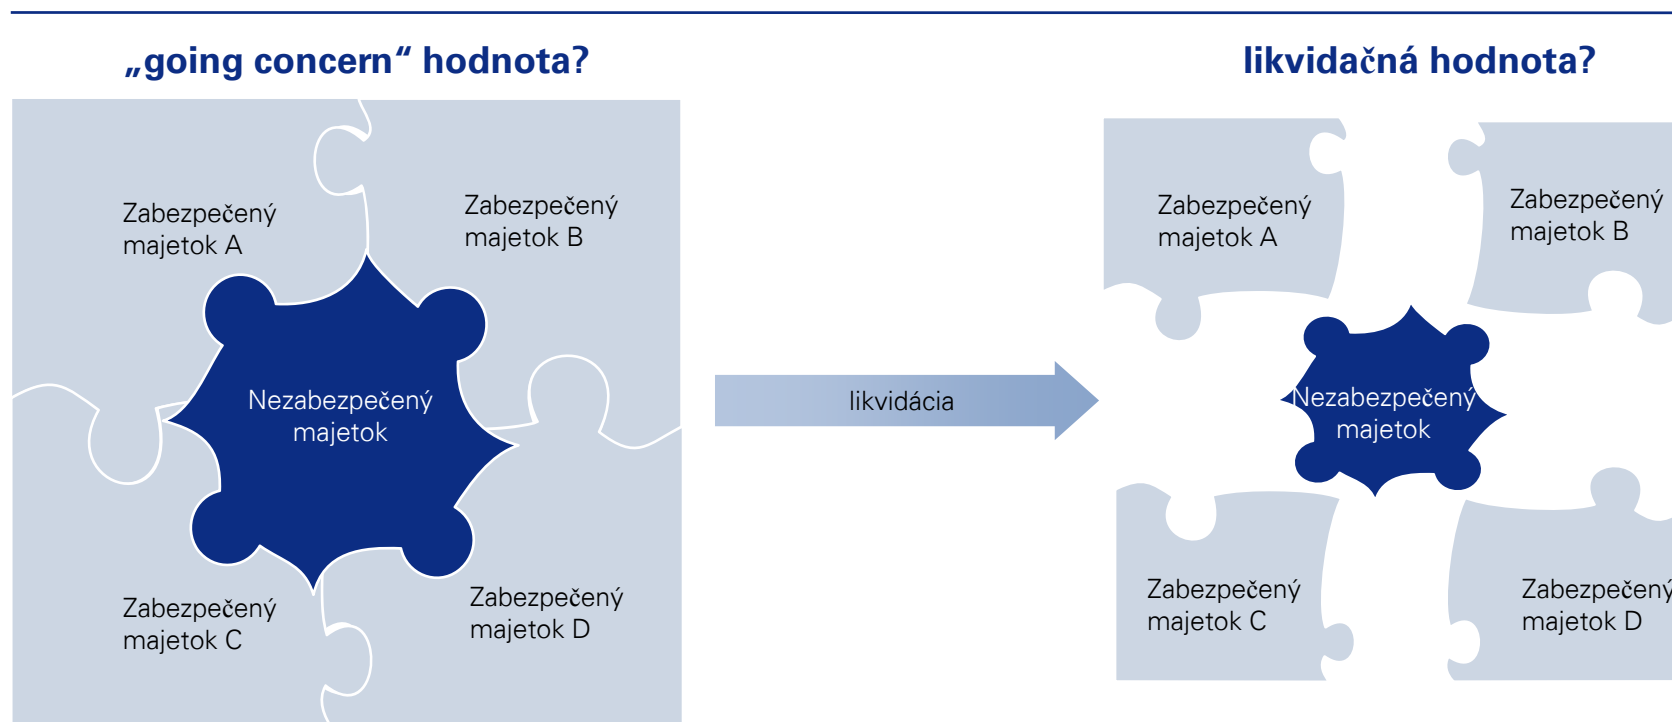 „going concern“ hodnota?
likvidačná hodnota?
Zabezpečený
majetok A
Zabezpečený
majetok B
Nezabezpečený
majetok
Zabezpečený
majetok C
Zabezpečený
majetok D
likvidácia
Zabezpečený
majetok A
Zabezpečený
majetok B
Nezabezpečený
majetok
Zabezpečený
majetok C
Zabezpečený
majetok D